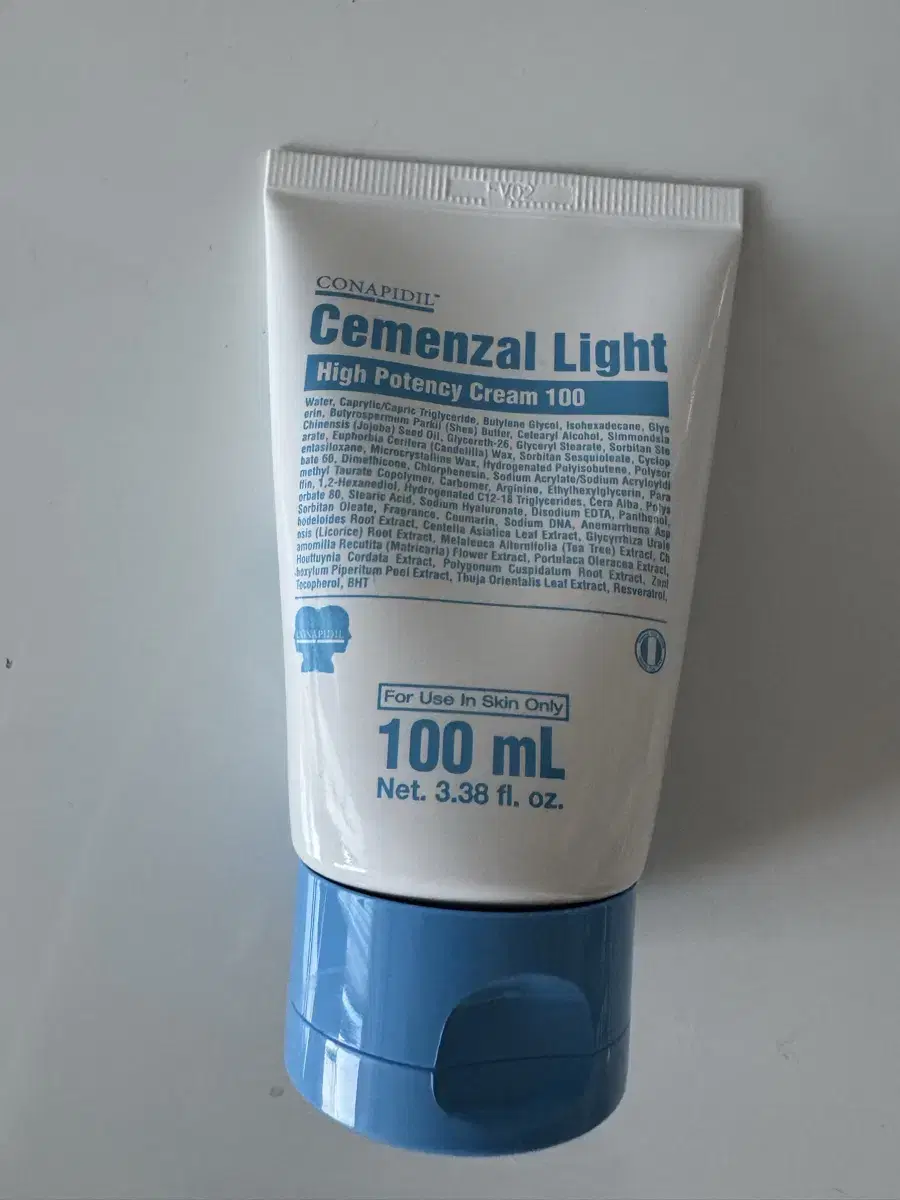 FV02
CONAPIDIL™
Cemenzal Light
High Potency Cream 100
Water, Caprylic/Capric Triglyceride, Butylene Glycol, Isohexadecane, Glyc
erin, Butyrospermum Parkii (Shea) Butter, Cetearyl Alcohol, Simmondsia
Chinensis (Jojoba) Seed Oil, Glycereth-26, Glyceryl Stearate, Sorbitan Ste
arate, Euphorbia Cerifera (Candelilla) Wax, Sorbitan Sesquioleate, Cyclop
entasiloxane, Microcrystalline Wax, Hydrogenated Polyisobutene, Polysor
bate 60, Dimethicone, Chlorphenesin, Sodium Acrylate/Sodium Acryloyldi
methyl Taurate Copolymer, Carbomer, Arginine, Ethylhexylglycerin, Para
ffin, 1,2-Hexanediol, Hydrogenated C12-18 Triglycerides, Cera Alba, Polys
orbate 80, Stearic Acid, Sodium Hyaluronate, Disodium EDTA, Panthenol,
Sorbitan Oleate, Fragrance, Coumarin, Sodium DNA, Anemarrhena Asp
hodeloides Root Extract, Centella Asiatica Leaf Extract, Glycyrrhiza Urale
nsis (Licorice) Root Extract, Melaleuca Alternifolia (Tea Tree) Extract, Ch
amomilla Recutita (Matricaria) Flower Extract, Portulaca Oleracea Extract,
Houttuynia Cordata Extract, Polygonum Cuspidatum Root Extract, Zant
hoxylum Piperitum Peel Extract, Thuja Orientalis Leaf Extract, Resveratrol,
Tocopherol, BHT
CONAPIDIL
For Use In Skin Only
100 mL
Net. 3.38 fl. oz.